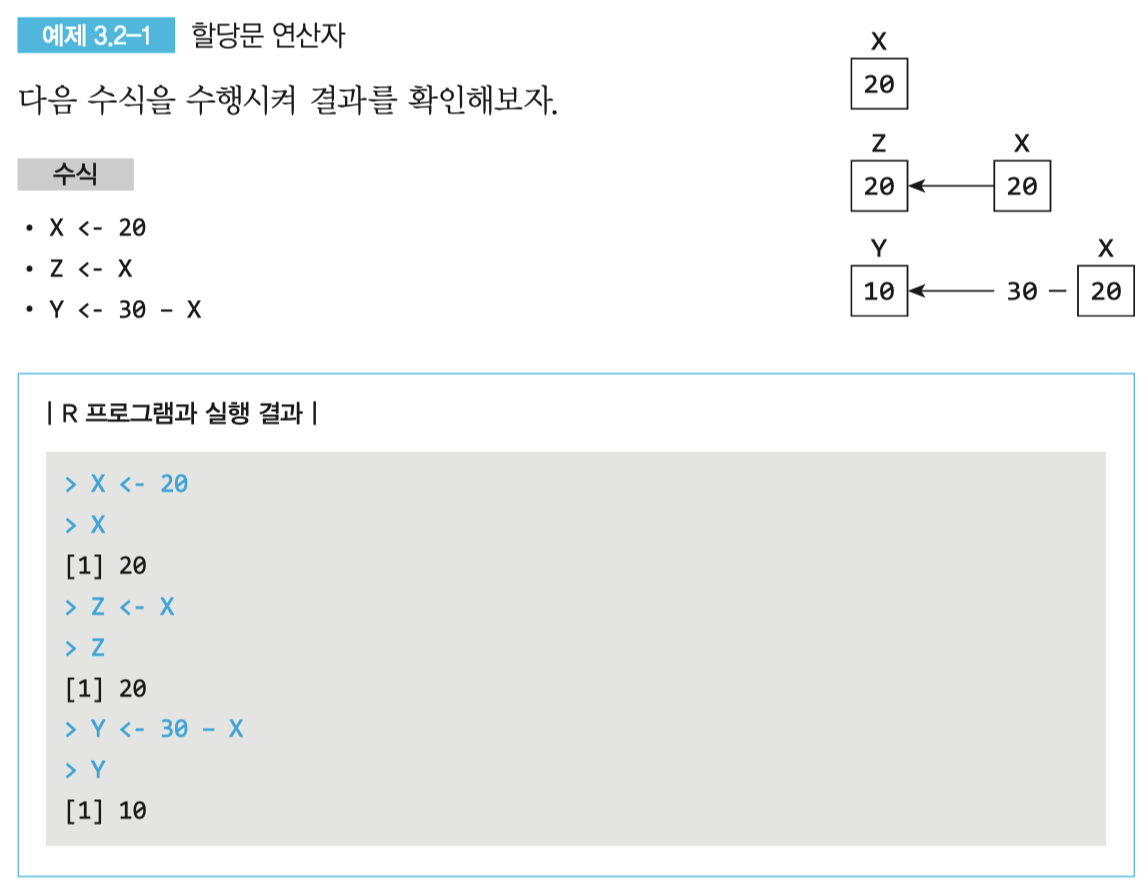 예제 3.2-1 할당문 연산자
다음 수식을 수행시켜 결과를 확인해보자.
수식
• X <- 20
• Z <- X
• Y <- 30 – X
X
20
Z X
20 20
Y X
10 30 – 20
| R 프로그램과 실행 결과 |
> X <- 20
> X
[1] 20
> Z <- X
> Z
[1] 20
> Y <- 30 – X
> Y
[1] 10